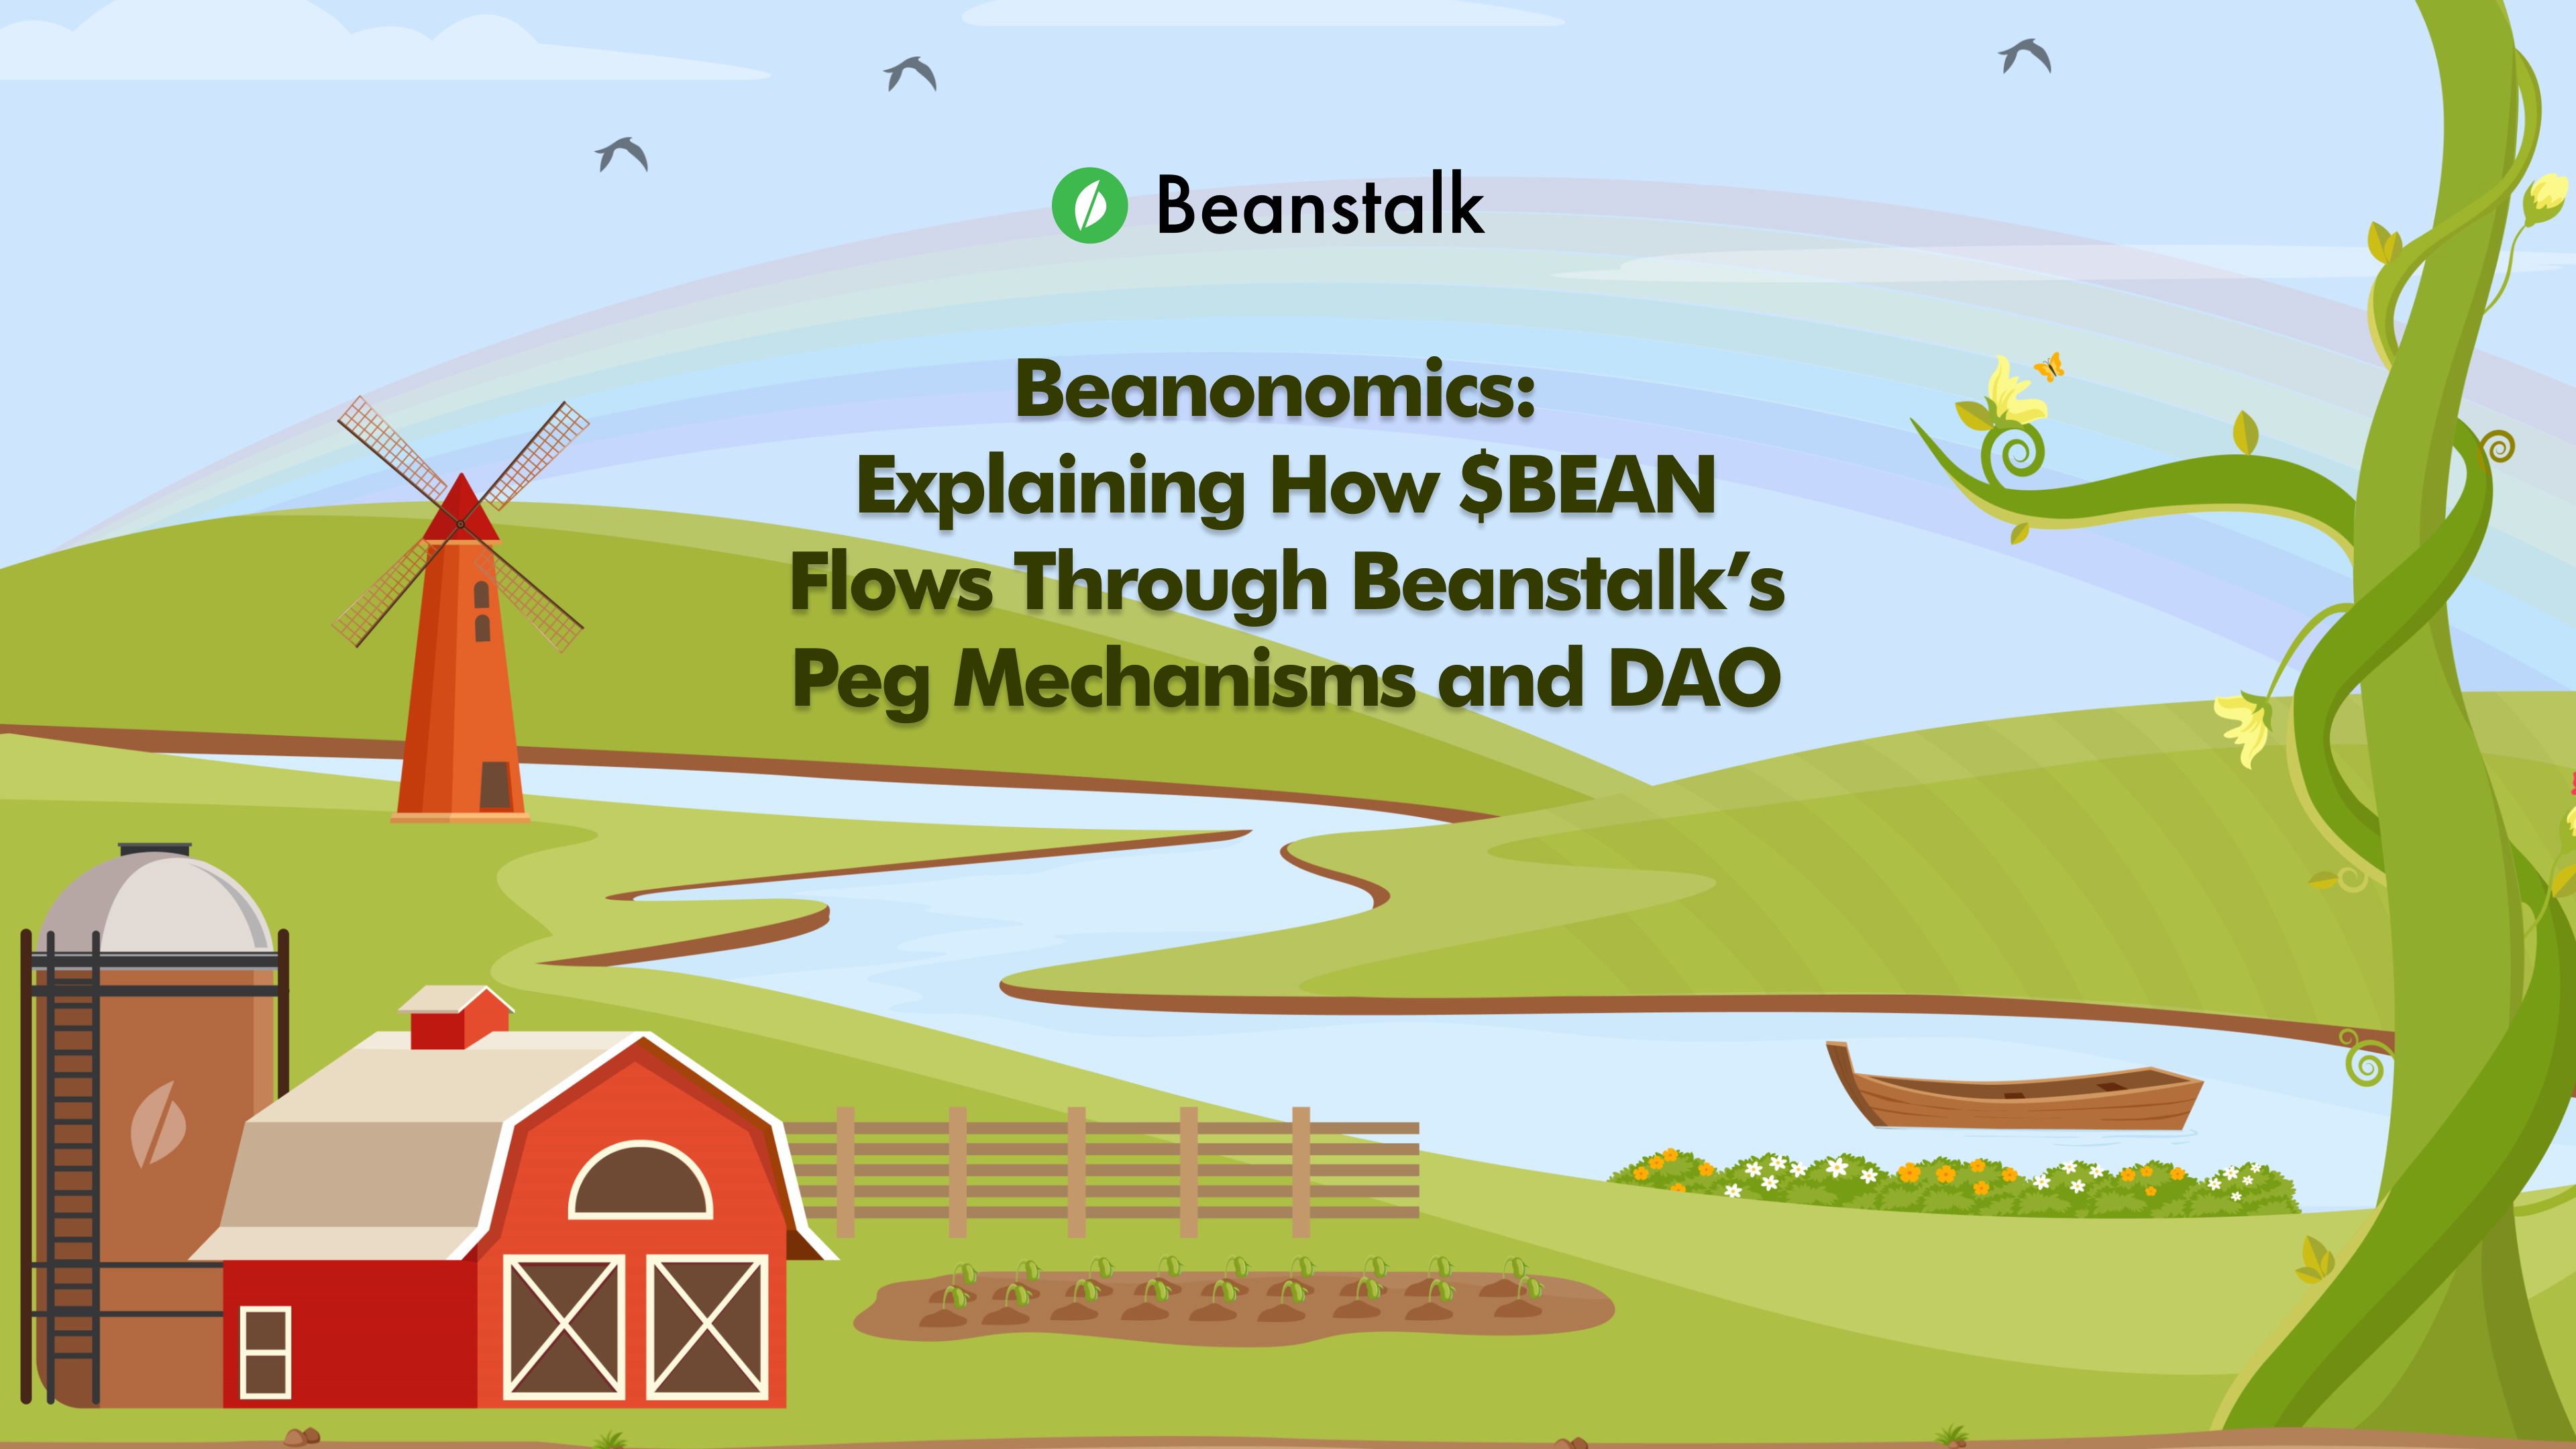 Beanstalk
Beanonomics:
Explaining How $BEAN
Flows Through Beanstalk’s
Peg Mechanisms and DAO